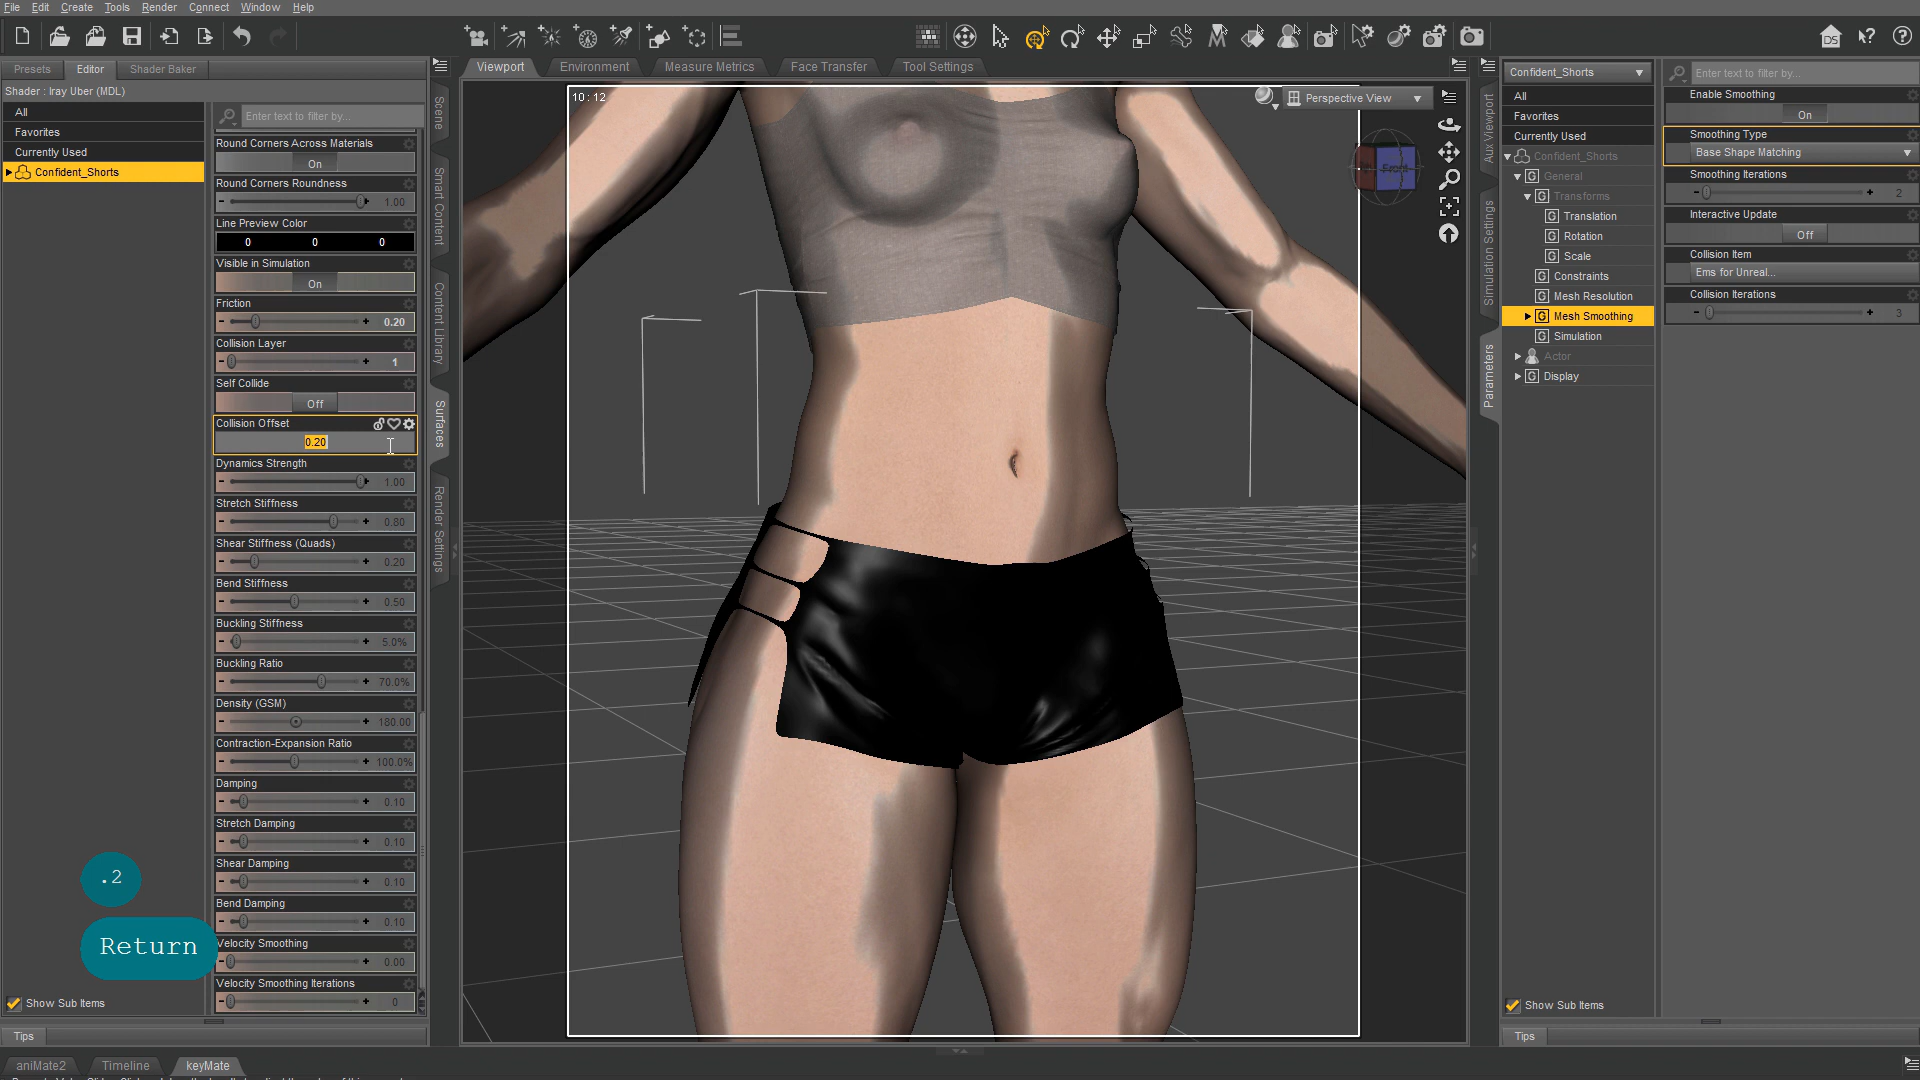 File Edit Create Tools Render Connect Window Help
Presets Editor Shader Baker
Shader : Iray Uber (MDL)
All
Favorites
Currently Used
Confident_Shorts
Enter text to filter by...
Round Corners Across Materials
On
Round Corners Roundness
1.00
Line Preview Color
0 0 0
Visible in Simulation
On
Friction
0.20
Collision Layer
1
Self Collide
Off
Collision Offset
0.20
Dynamics Strength
1.00
Stretch Stiffness
0.80
Shear Stiffness (Quads)
0.20
Bend Stiffness
0.50
Buckling Stiffness
5.0%
Buckling Ratio
70.0%
Density (GSM)
180.00
Contraction-Expansion Ratio
100.0%
Damping
0.10
Stretch Damping
0.10
Shear Damping
0.10
Bend Damping
0.10
Velocity Smoothing
0.00
Velocity Smoothing Iterations
0
.2
Return
Show Sub Items
Tips
aniMate2 Timeline keyMate
Scene
Smart Content
Content Library
Surfaces
Render Settings
Viewport Environment Measure Metrics Face Transfer Tool Settings
10 : 12
Perspective View
Front
DS
Aux Viewport
Simulation Settings
Parameters
Confident_Shorts
All
Favorites
Currently Used
Confident_Shorts
General
Transforms
Translation
Rotation
Scale
Constraints
Mesh Resolution
Mesh Smoothing
Simulation
Actor
Display
Show Sub Items
Tips
Enter text to filter by...
Enable Smoothing
On
Smoothing Type
Base Shape Matching
Smoothing Iterations
2
Interactive Update
Off
Collision Item
Ems for Unreal...
Collision Iterations
3